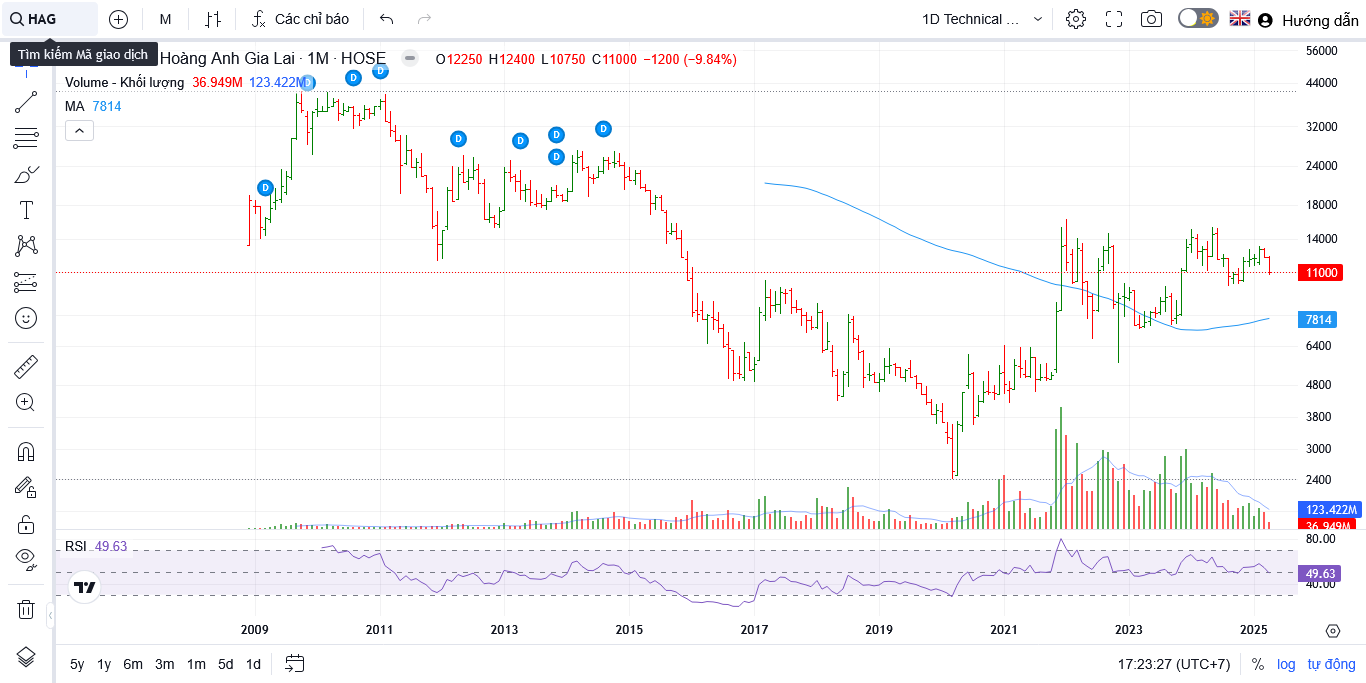 HAG
M
Các chỉ báo
1D Technical ...
Hướng dẫn
Tìm kiếm Mã giao dịch
Hoàng Anh Gia Lai · 1M · HOSE
O12250 H12400 L10750 C11000 −1200 (−9.84%)
Volume - Khối lượng 36.949M 123.422M
MA 7814
D
D
D
D
D
D
D
D
D
56000
44000
32000
24000
18000
14000
11000
7814
6400
4800
3800
3000
2400
123.422M
36.949M
RSI 49.63
80.00
49.63
40.00
2009 2011 2013 2015 2017 2019 2021 2023 2025
5y 1y 6m 3m 1m 5d 1d
17:23:27 (UTC+7) % log tự động